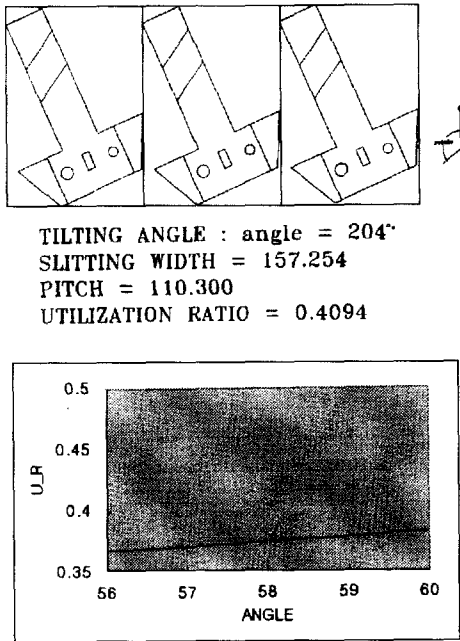 TILTING ANGLE : angle = 204°
SLITTING WIDTH = 157.254
PITCH = 110.300
UTILIZATION RATIO = 0.4094
0.5
0.45
0.4
0.35
U_R
56 57 58 59 60
ANGLE